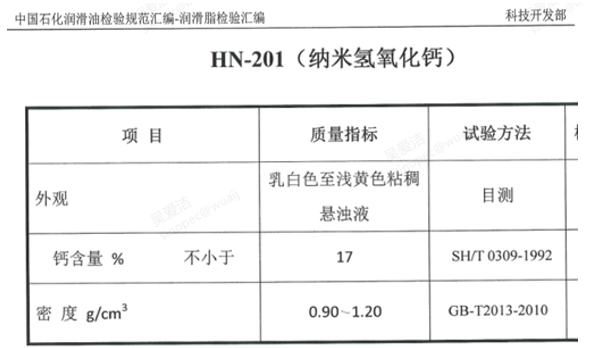 中国石化润滑油检验规范汇编-润滑脂检验汇编 科技开发部
HN-201（纳米氢氧化钙）
项 目 质量指标 试验方法
外观 乳白色至浅黄色粘稠悬浊液 目测
钙含量 % 不小于 17 SH/T 0309-1992
密 度 g/cm³ 0.90~1.20 GB-T2013-2010